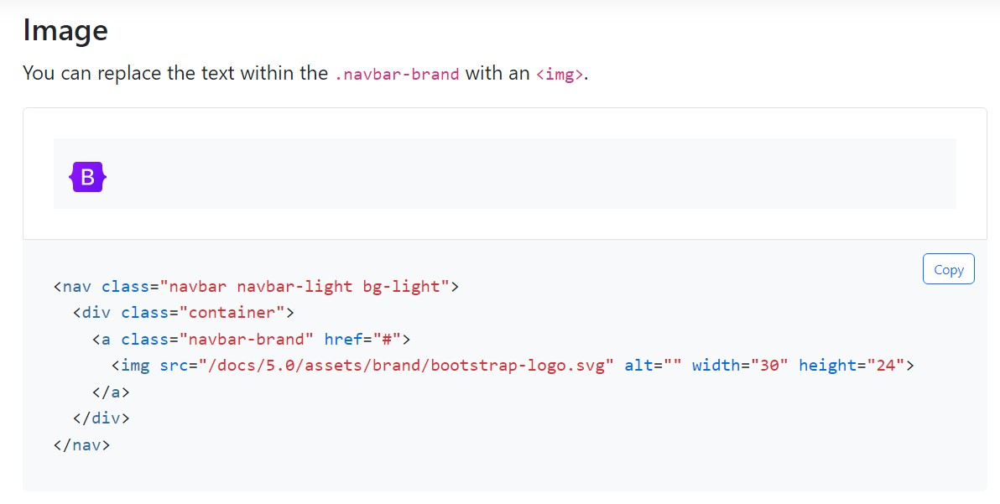 Image
You can replace the text within the .navbar-brand with an <img>.
B
Copy
<nav class="navbar navbar-light bg-light">
  <div class="container">
    <a class="navbar-brand" href="#">
      <img src="/docs/5.0/assets/brand/bootstrap-logo.svg" alt="" width="30" height="24">
    </a>
  </div>
</nav>